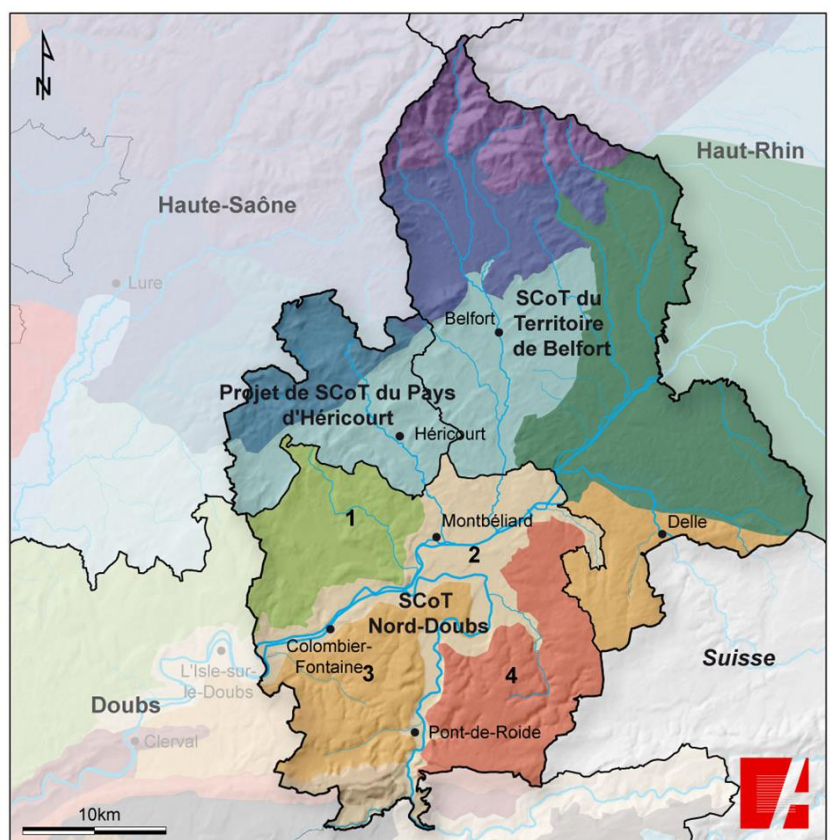 N
Haut-Rhin
Haute-Saône
Lure
SCoT du
Territoire
de Belfort
Belfort
Projet de SCoT du Pays
d'Héricourt
Héricourt
1
Montbéliard
Delle
2
SCoT
Nord-Doubs
Colombier-
Fontaine
3
4
L'Isle-sur-
le-Doubs
Suisse
Doubs
Clerval
Pont-de-Roide
10km